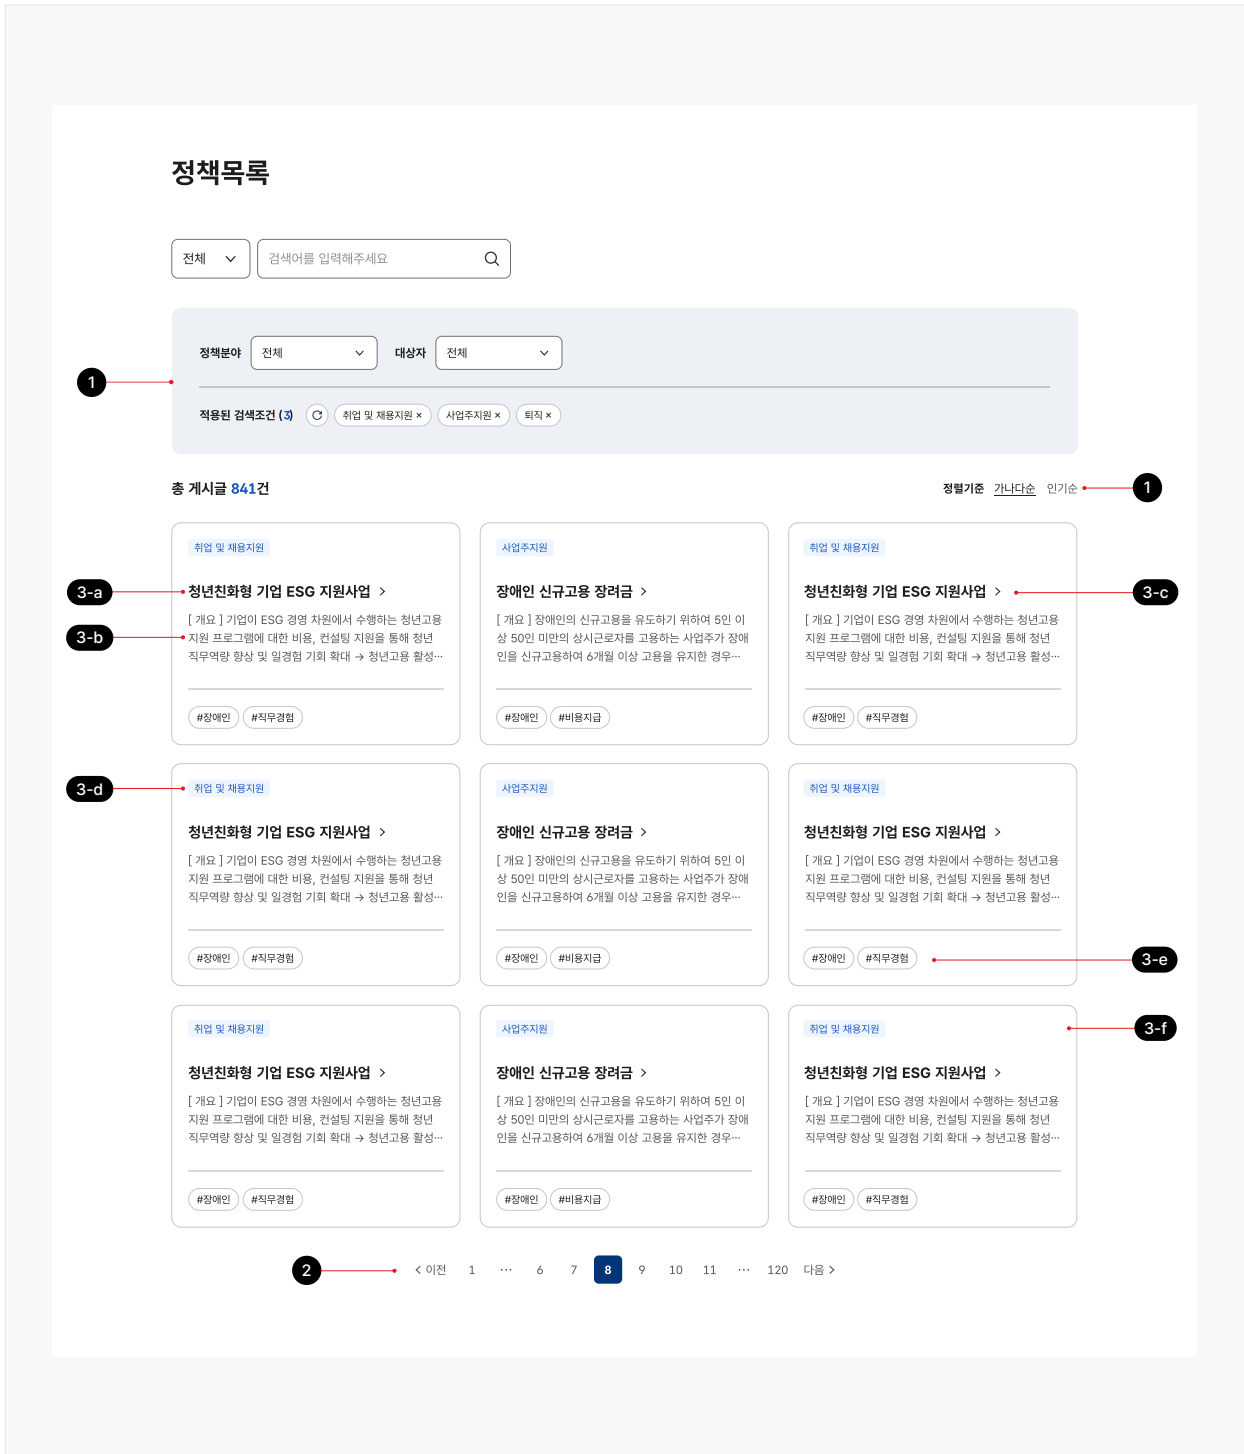 정책목록
전체 검색어를 입력해주세요
정책분야 전체 대상자 전체
1
적용된 검색조건 (3) 취업 및 채용지원 × 사업주지원 × 퇴직 ×
총 게시글 841건 정렬기준 가나다순 인기순 1
취업 및 채용지원 사업주지원 취업 및 채용지원
3-a 청년친화형 기업 ESG 지원사업 > 장애인 신규고용 장려금 > 청년친화형 기업 ESG 지원사업 > 3-c
[ 개요 ] 기업이 ESG 경영 차원에서 수행하는 청년고용 [ 개요 ] 장애인의 신규고용을 유도하기 위하여 5인 이 [ 개요 ] 기업이 ESG 경영 차원에서 수행하는 청년고용
3-b 지원 프로그램에 대한 비용, 컨설팅 지원을 통해 청년 상 50인 미만의 상시근로자를 고용하는 사업주가 장애 지원 프로그램에 대한 비용, 컨설팅 지원을 통해 청년
직무역량 향상 및 일경험 기회 확대 → 청년고용 활성… 인을 신규고용하여 6개월 이상 고용을 유지한 경우… 직무역량 향상 및 일경험 기회 확대 → 청년고용 활성…
#장애인 #직무경험 #장애인 #비용지급 #장애인 #직무경험
3-d 취업 및 채용지원 사업주지원 취업 및 채용지원
청년친화형 기업 ESG 지원사업 > 장애인 신규고용 장려금 > 청년친화형 기업 ESG 지원사업 >
[ 개요 ] 기업이 ESG 경영 차원에서 수행하는 청년고용 [ 개요 ] 장애인의 신규고용을 유도하기 위하여 5인 이 [ 개요 ] 기업이 ESG 경영 차원에서 수행하는 청년고용
지원 프로그램에 대한 비용, 컨설팅 지원을 통해 청년 상 50인 미만의 상시근로자를 고용하는 사업주가 장애 지원 프로그램에 대한 비용, 컨설팅 지원을 통해 청년
직무역량 향상 및 일경험 기회 확대 → 청년고용 활성… 인을 신규고용하여 6개월 이상 고용을 유지한 경우… 직무역량 향상 및 일경험 기회 확대 → 청년고용 활성…
#장애인 #직무경험 #장애인 #비용지급 #장애인 #직무경험 3-e
취업 및 채용지원 사업주지원 취업 및 채용지원 3-f
청년친화형 기업 ESG 지원사업 > 장애인 신규고용 장려금 > 청년친화형 기업 ESG 지원사업 >
[ 개요 ] 기업이 ESG 경영 차원에서 수행하는 청년고용 [ 개요 ] 장애인의 신규고용을 유도하기 위하여 5인 이 [ 개요 ] 기업이 ESG 경영 차원에서 수행하는 청년고용
지원 프로그램에 대한 비용, 컨설팅 지원을 통해 청년 상 50인 미만의 상시근로자를 고용하는 사업주가 장애 지원 프로그램에 대한 비용, 컨설팅 지원을 통해 청년
직무역량 향상 및 일경험 기회 확대 → 청년고용 활성… 인을 신규고용하여 6개월 이상 고용을 유지한 경우… 직무역량 향상 및 일경험 기회 확대 → 청년고용 활성…
#장애인 #직무경험 #장애인 #비용지급 #장애인 #직무경험
2 < 이전 1 … 6 7 8 9 10 11 … 120 다음 >